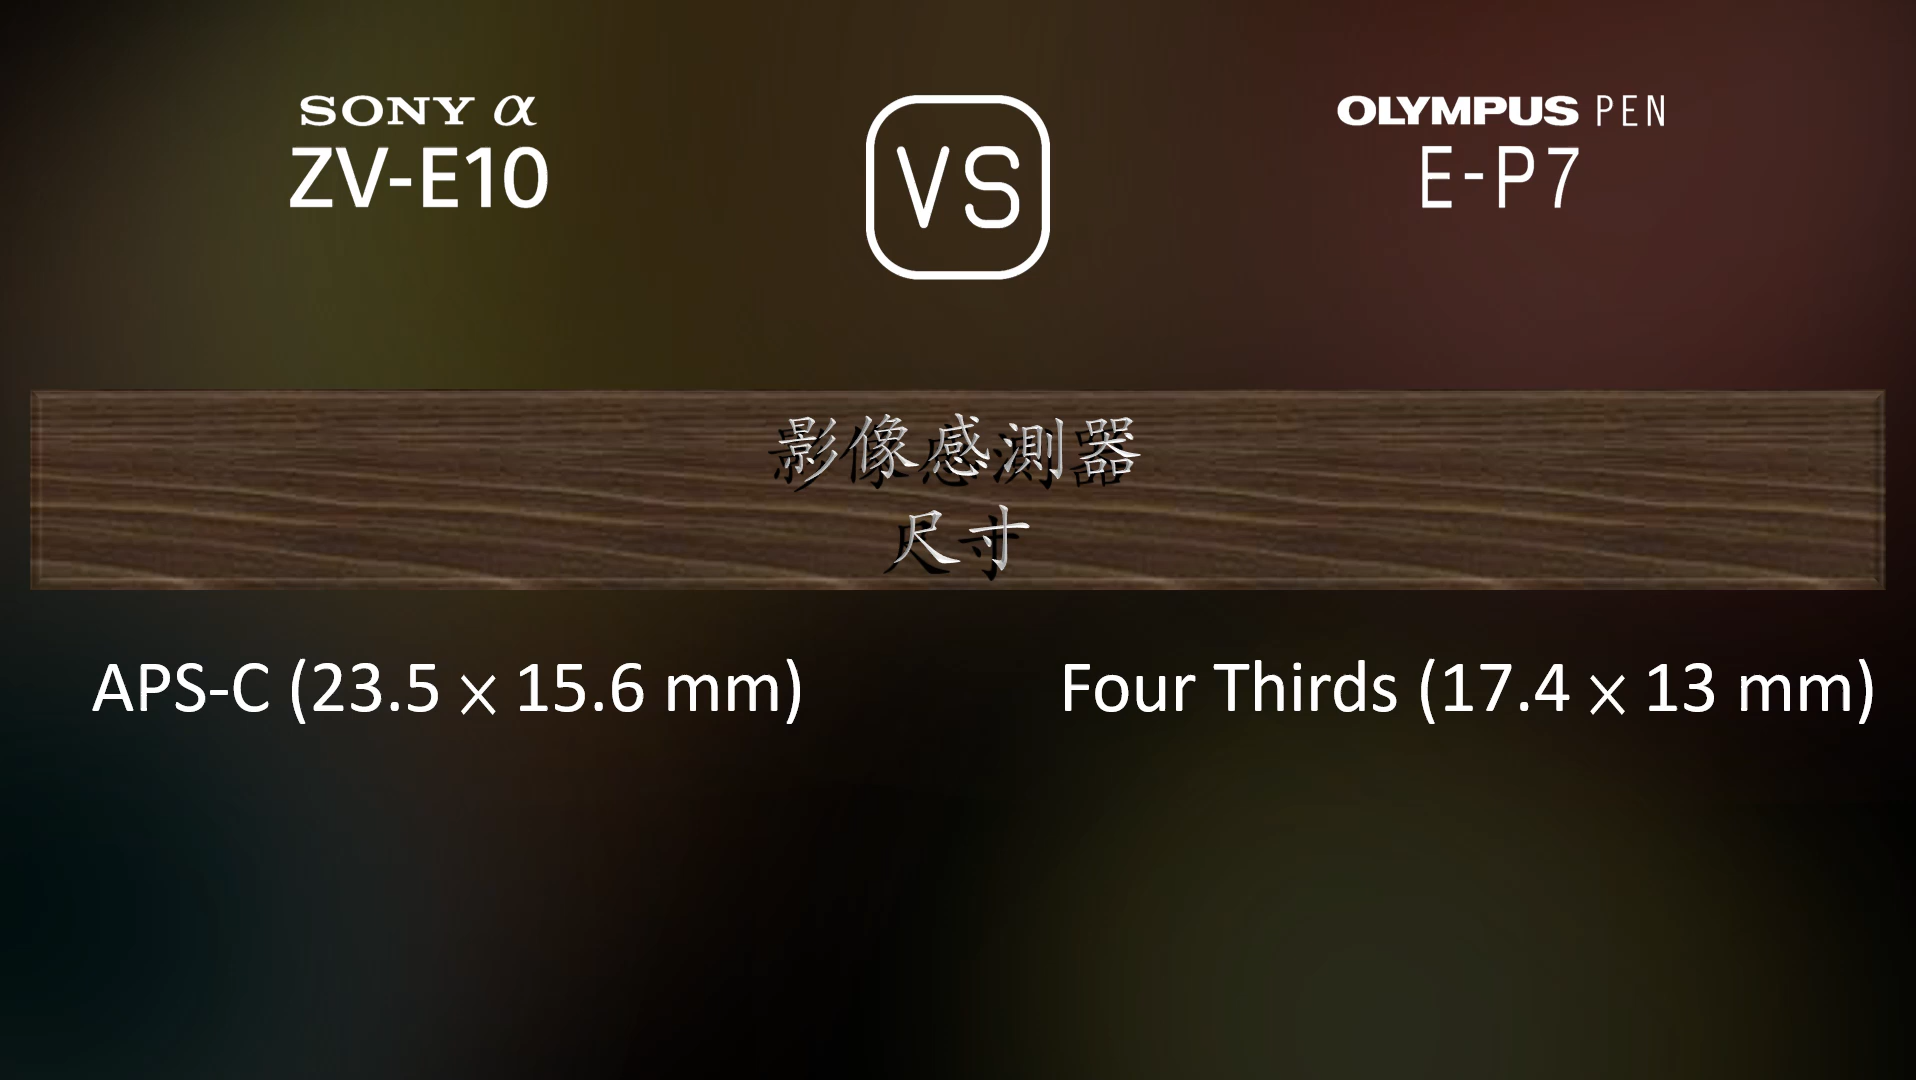 SONY α
ZV-E10
VS
OLYMPUS PEN
E-P7
影像感測器
尺寸
APS-C (23.5 x 15.6 mm)
Four Thirds (17.4 x 13 mm)